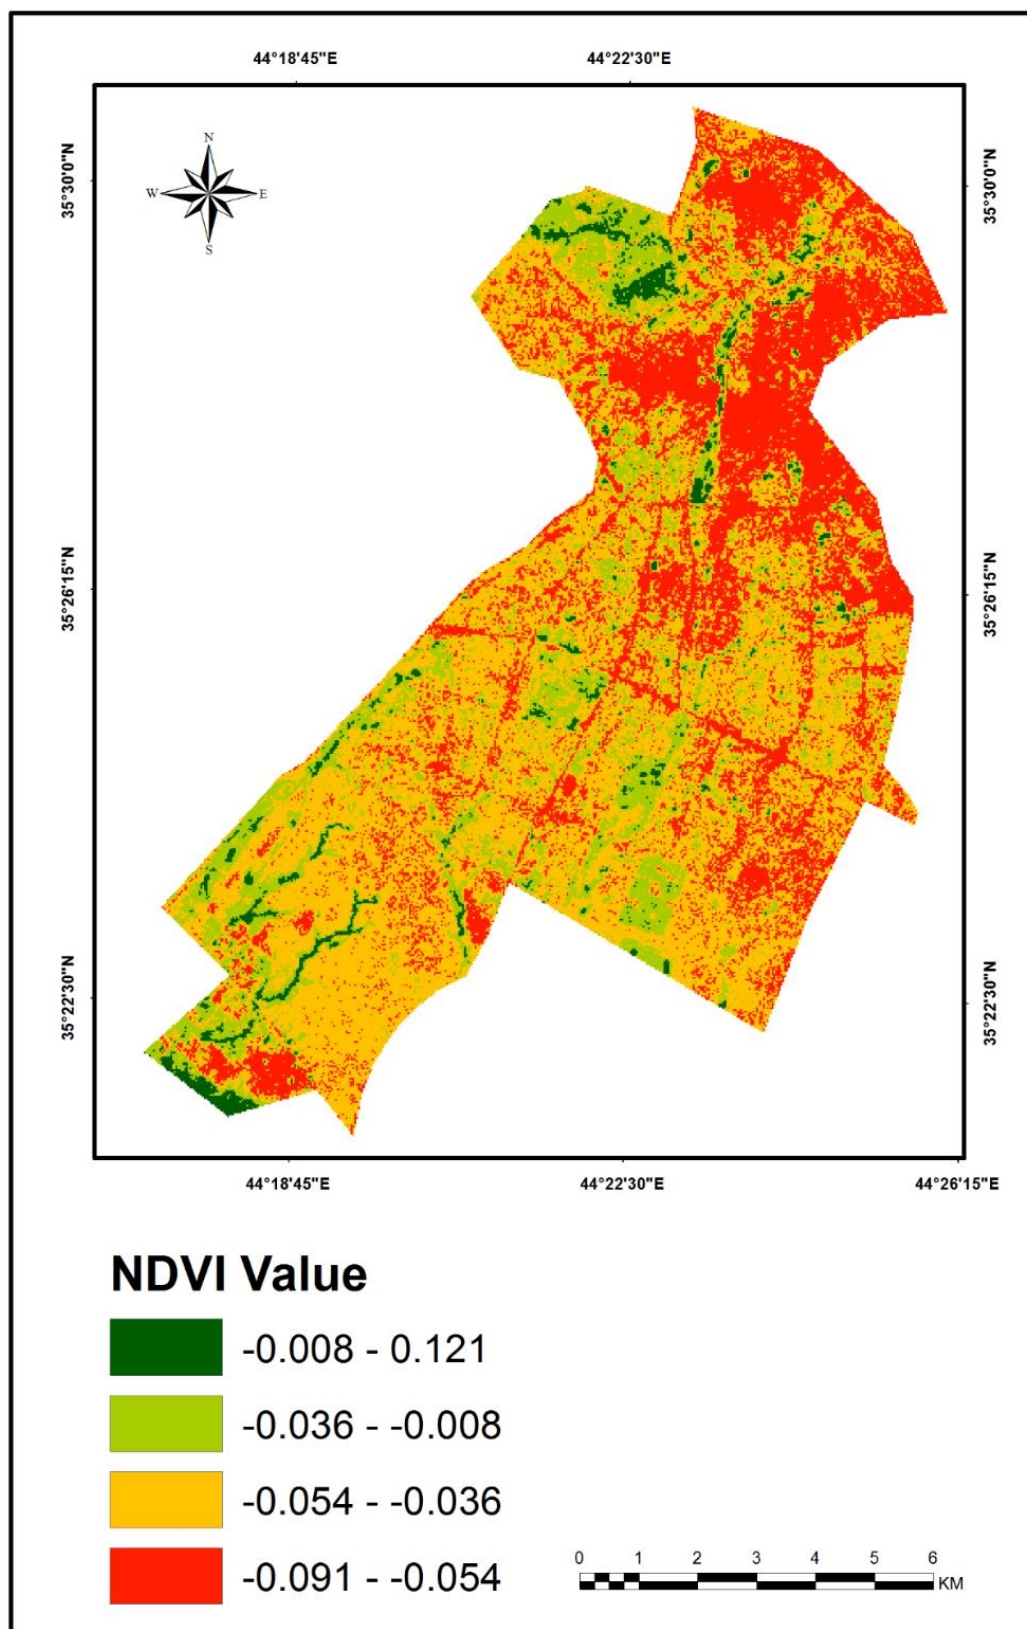 44°18'45"E 44°22'30"E
N
W E
S
35°30'0"N 35°30'0"N
35°26'15"N 35°26'15"N
35°22'30"N 35°22'30"N
44°18'45"E 44°22'30"E 44°26'15"E
NDVI Value
-0.008 - 0.121
-0.036 - -0.008
-0.054 - -0.036
-0.091 - -0.054
0 1 2 3 4 5 6
KM